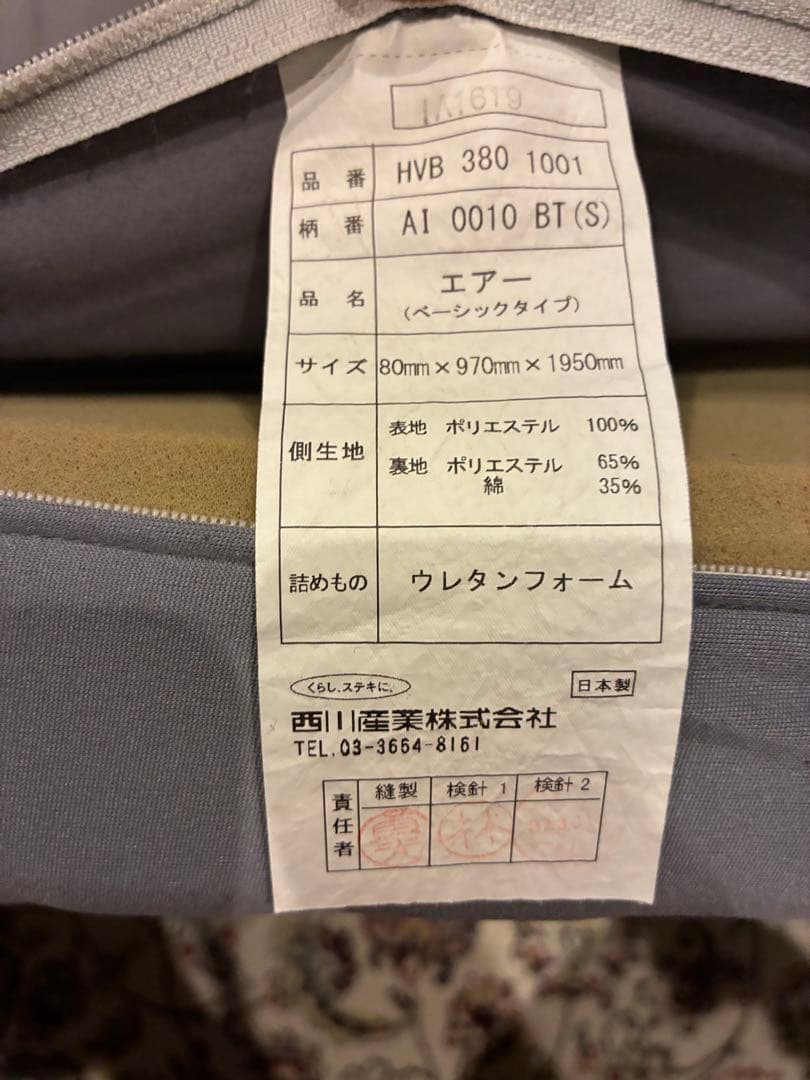 品番 HVB 380 1001
柄番 AI 0010 BT(S)
品名 エアー
(ベーシックタイプ)
サイズ 80mm×970mm×1950mm
側生地 表地 ポリエステル 100%
裏地 ポリエステル 65%
綿 35%
詰めもの ウレタンフォーム
くらし、ステキに。
日本製
西川産業株式会社
TEL.03-3664-8161
責任者 縫製 検針1 検針2